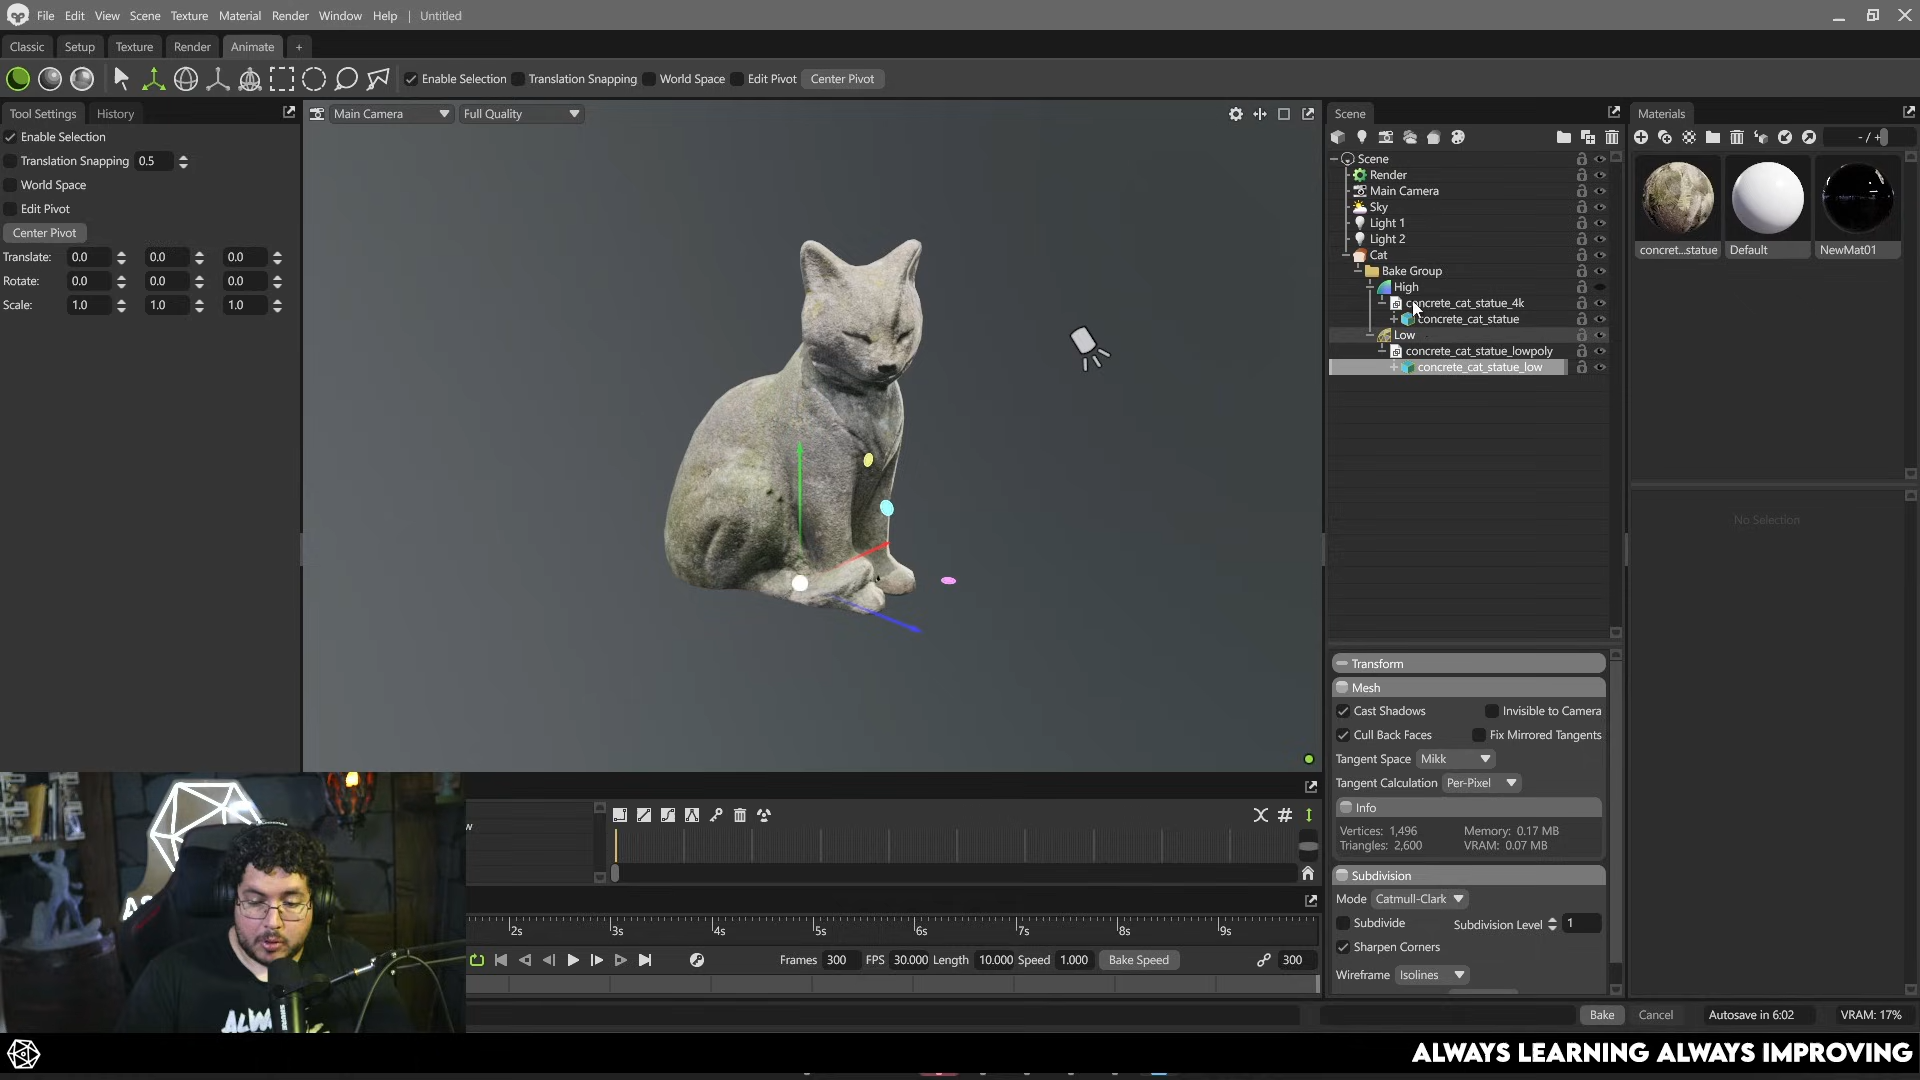 File Edit View Scene Texture Material Render Window Help | Untitled
Classic Setup Texture Render Animate +
Enable Selection Translation Snapping World Space Edit Pivot Center Pivot
Tool Settings History
Enable Selection
Translation Snapping 0.5
World Space
Edit Pivot
Center Pivot
Translate: 0.0 0.0 0.0
Rotate: 0.0 0.0 0.0
Scale: 1.0 1.0 1.0
Main Camera Full Quality
Scene
Scene
Render
Main Camera
Sky
Light 1
Light 2
Cat
Bake Group
High
concrete_cat_statue_4k
concrete_cat_statue
Low
concrete_cat_statue_lowpoly
concrete_cat_statue_low
Materials
- / +
concret...statue Default NewMat01
No Selection
Transform
Mesh
Cast Shadows Invisible to Camera
Cull Back Faces Fix Mirrored Tangents
Tangent Space Mikk
Tangent Calculation Per-Pixel
Info
Vertices: 1,496 Memory: 0.17 MB
Triangles: 2,600 VRAM: 0.07 MB
Subdivision
Mode Catmull-Clark
Subdivide Subdivision Level 1
Sharpen Corners
Wireframe Isolines
w
2s 3s 4s 5s 6s 7s 8s 9s
Frames 300 FPS 30.000 Length 10.000 Speed 1.000 Bake Speed 300
Bake Cancel Autosave in 6:02 VRAM: 17%
ALWAYS LEARNING ALWAYS IMPROVING